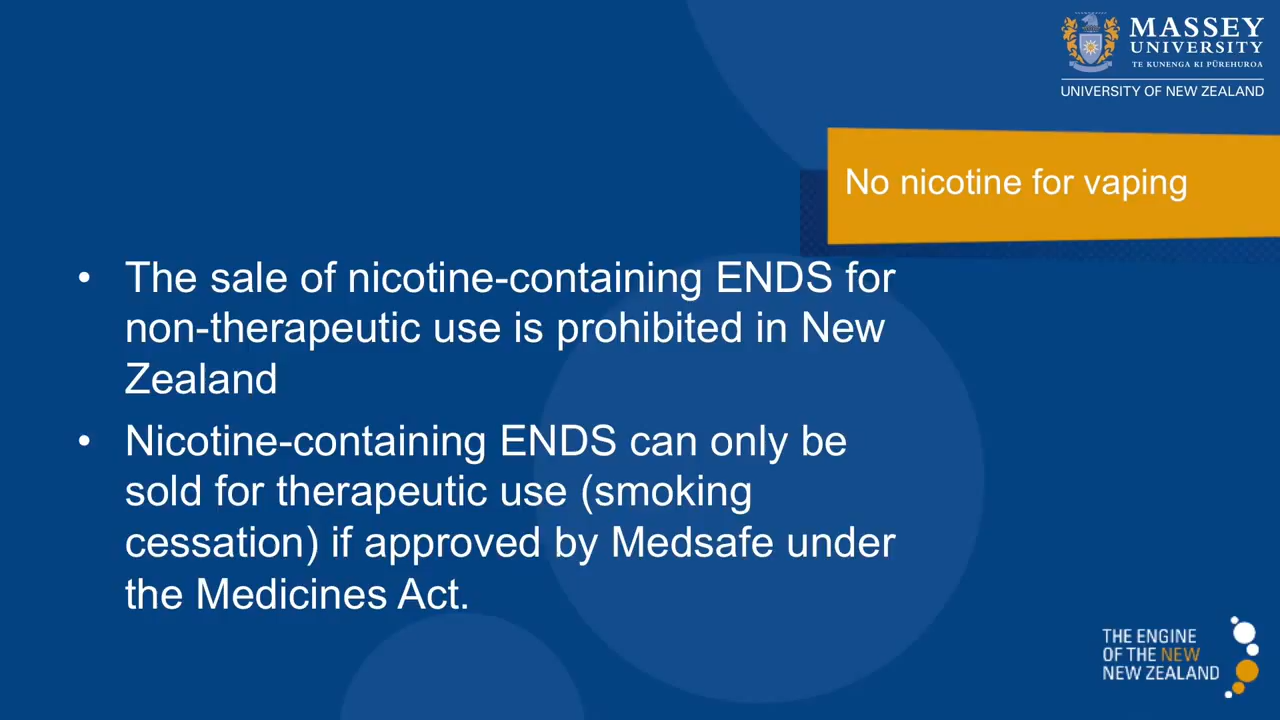 MASSEY
UNIVERSITY
TE KUNENGA KI PŪREHUROA
UNIVERSITY OF NEW ZEALAND
No nicotine for vaping
• The sale of nicotine-containing ENDS for
non-therapeutic use is prohibited in New
Zealand
• Nicotine-containing ENDS can only be
sold for therapeutic use (smoking
cessation) if approved by Medsafe under
the Medicines Act.
THE ENGINE
OF THE NEW
NEW ZEALAND